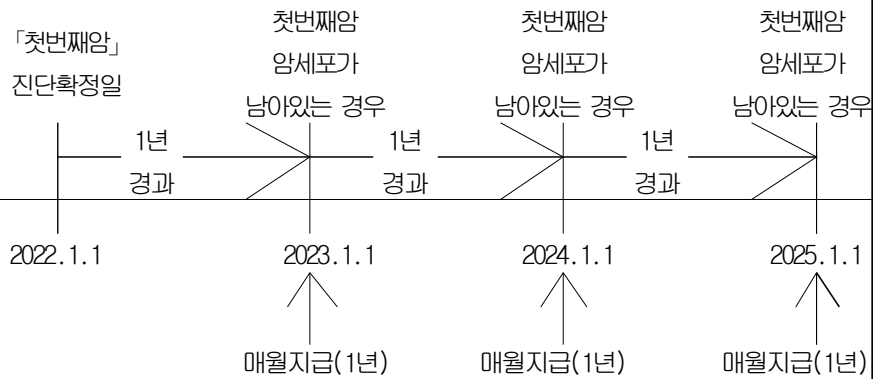 「첫번째암」
진단확정일
첫번째암
암세포가
남아있는 경우
첫번째암
암세포가
남아있는 경우
첫번째암
암세포가
남아있는 경우
1년
경과
1년
경과
1년
경과
2022.1.1
2023.1.1
2024.1.1
2025.1.1
매월지급(1년)
매월지급(1년)
매월지급(1년)